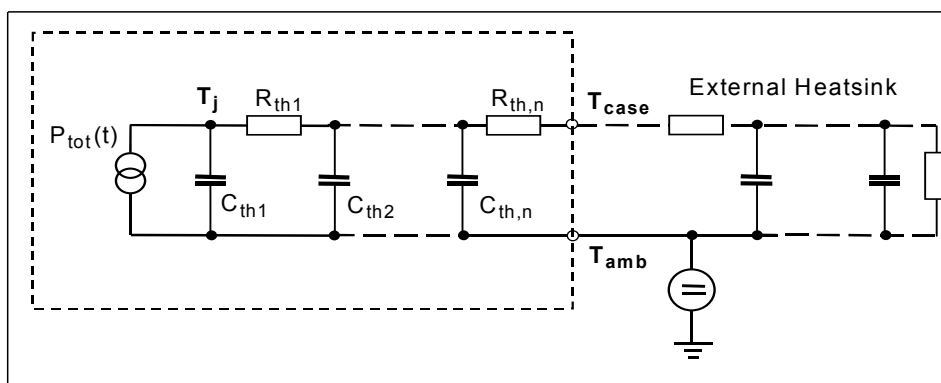 External Heatsink
T_j
R_th1
R_th,n
T_case
P_tot(t)
C_th1
C_th2
C_th,n
T_amb